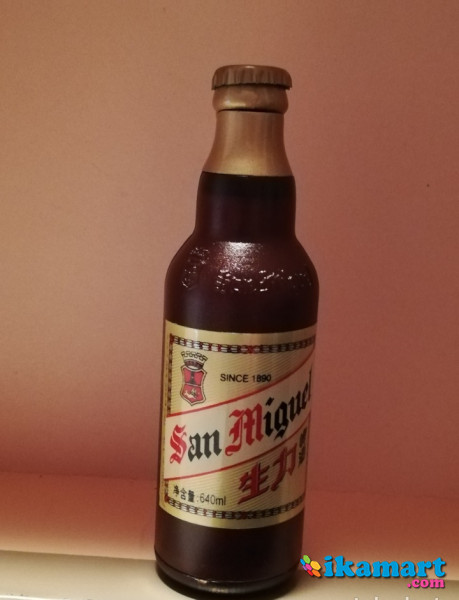 SINCE 1890
San Miguel
生力
净含量:640ml
ikamart
.com